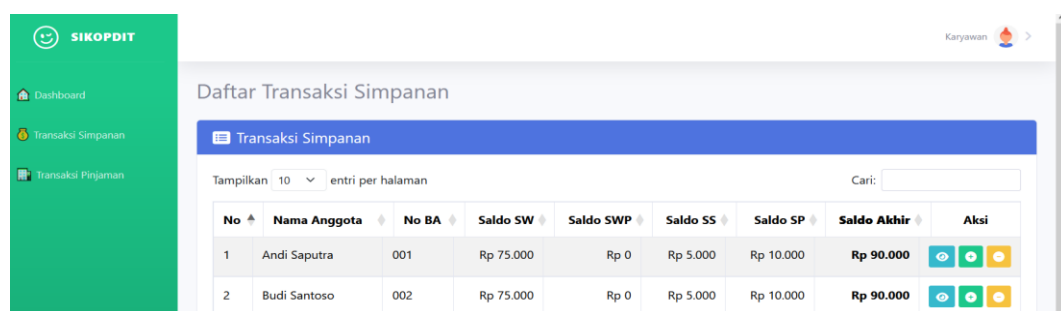 SIKOPDIT
Karyawan
Dashboard
Transaksi Simpanan
Transaksi Pinjaman
Daftar Transaksi Simpanan
Transaksi Simpanan
Tampilkan 10 entri per halaman Cari:
No Nama Anggota No BA Saldo SW Saldo SWP Saldo SS Saldo SP Saldo Akhir Aksi
1 Andi Saputra 001 Rp 75.000 Rp 0 Rp 5.000 Rp 10.000 Rp 90.000
2 Budi Santoso 002 Rp 75.000 Rp 0 Rp 5.000 Rp 10.000 Rp 90.000